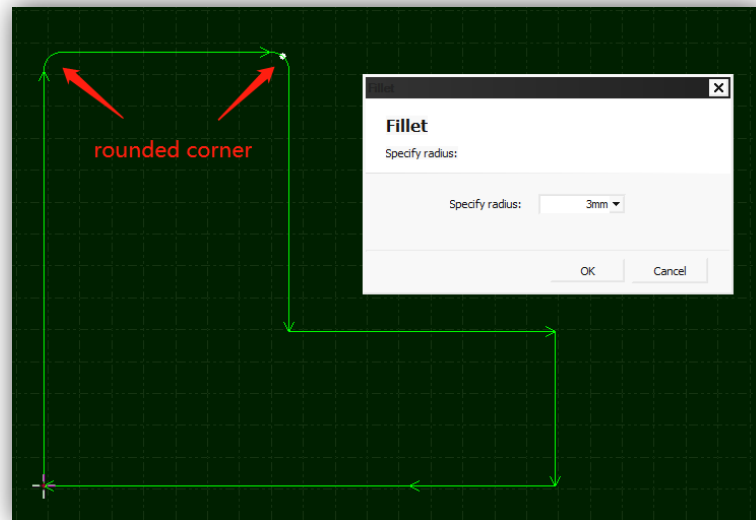 Fillet
Fillet
Specify radius:
rounded corner
Specify radius: 3mm
OK Cancel